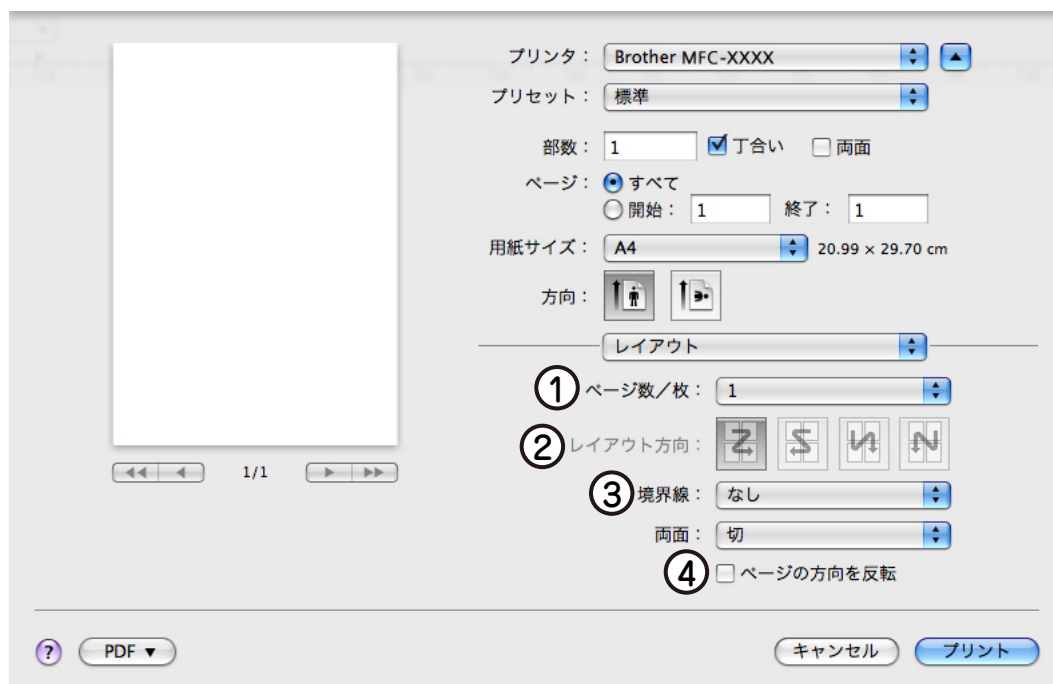 プリンタ： Brother MFC-XXXX
プリセット： 標準
部数： 1 丁合い 両面
ページ： すべて
開始： 1 終了： 1
用紙サイズ： A4 20.99 × 29.70 cm
方向：
レイアウト
① ページ数／枚： 1
② レイアウト方向：
1/1
③ 境界線： なし
両面： 切
④ ページの方向を反転
? PDF ▼ キャンセル プリント